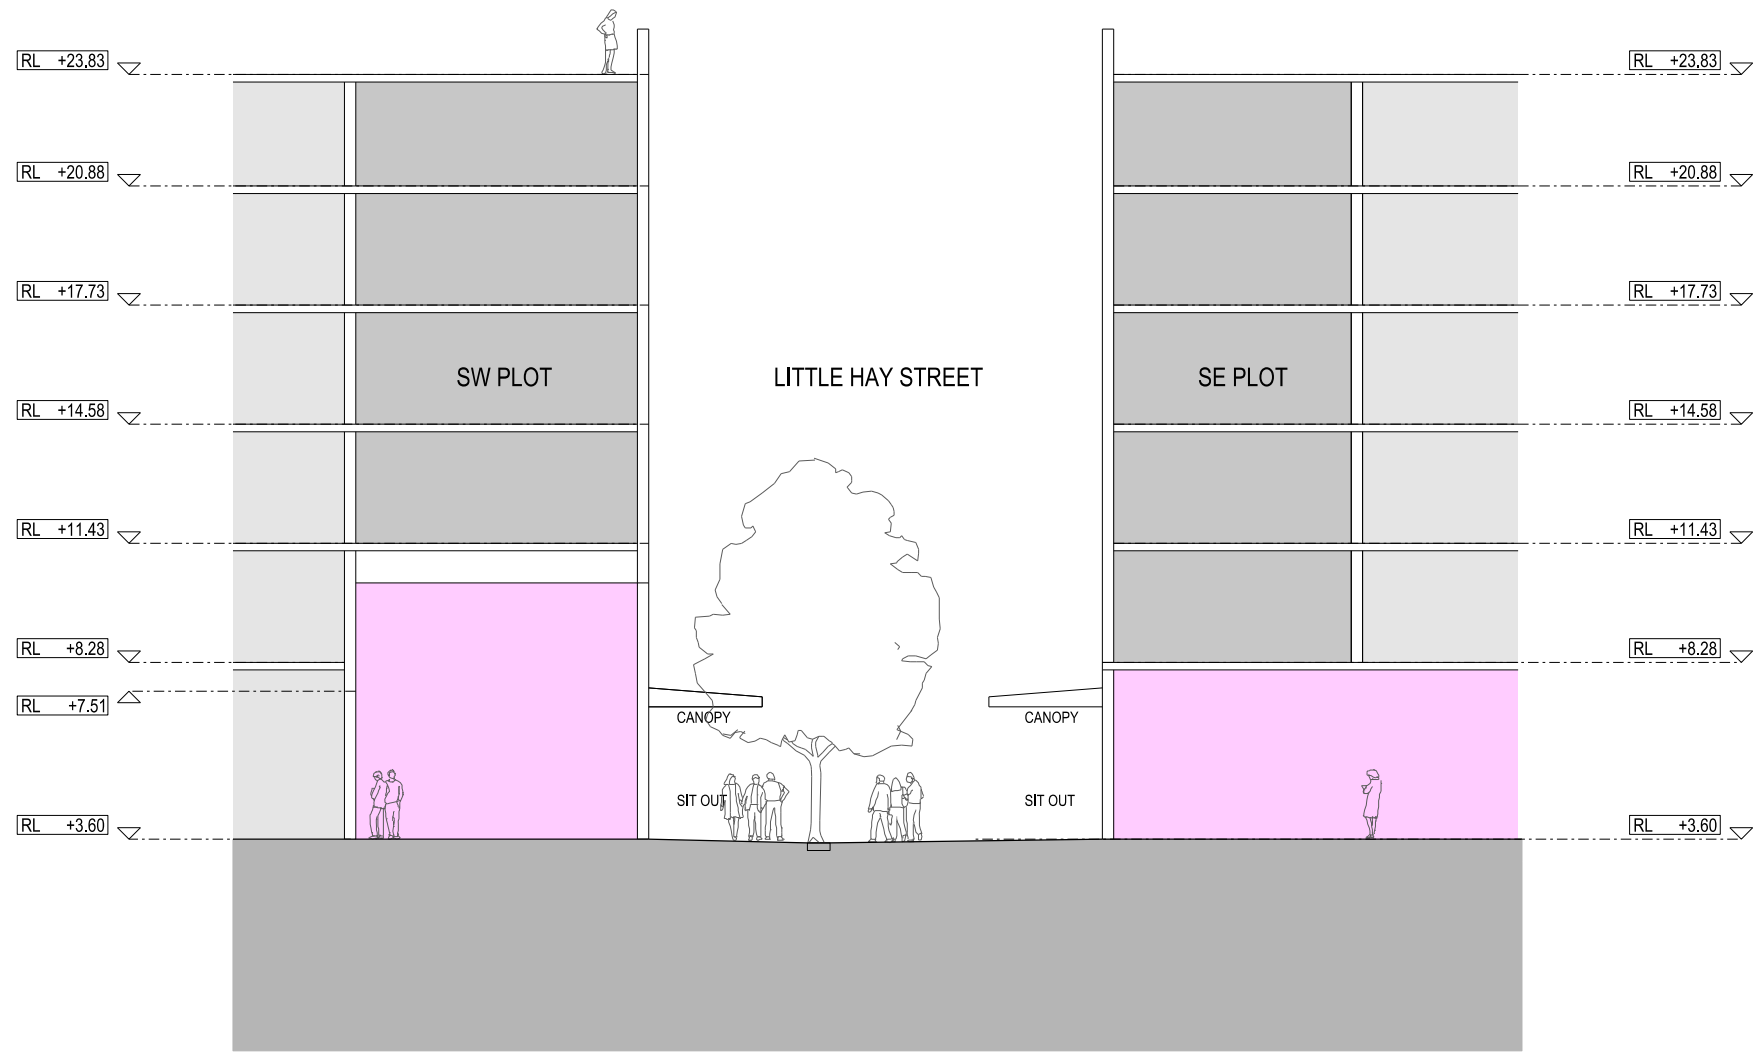 RL +23.83
RL +23.83
RL +20.88
RL +20.88
RL +17.73
RL +17.73
SW PLOT
LITTLE HAY STREET
SE PLOT
RL +14.58
RL +14.58
RL +11.43
RL +11.43
RL +8.28
RL +8.28
RL +7.51
CANOPY
CANOPY
SIT OUT
SIT OUT
RL +3.60
RL +3.60